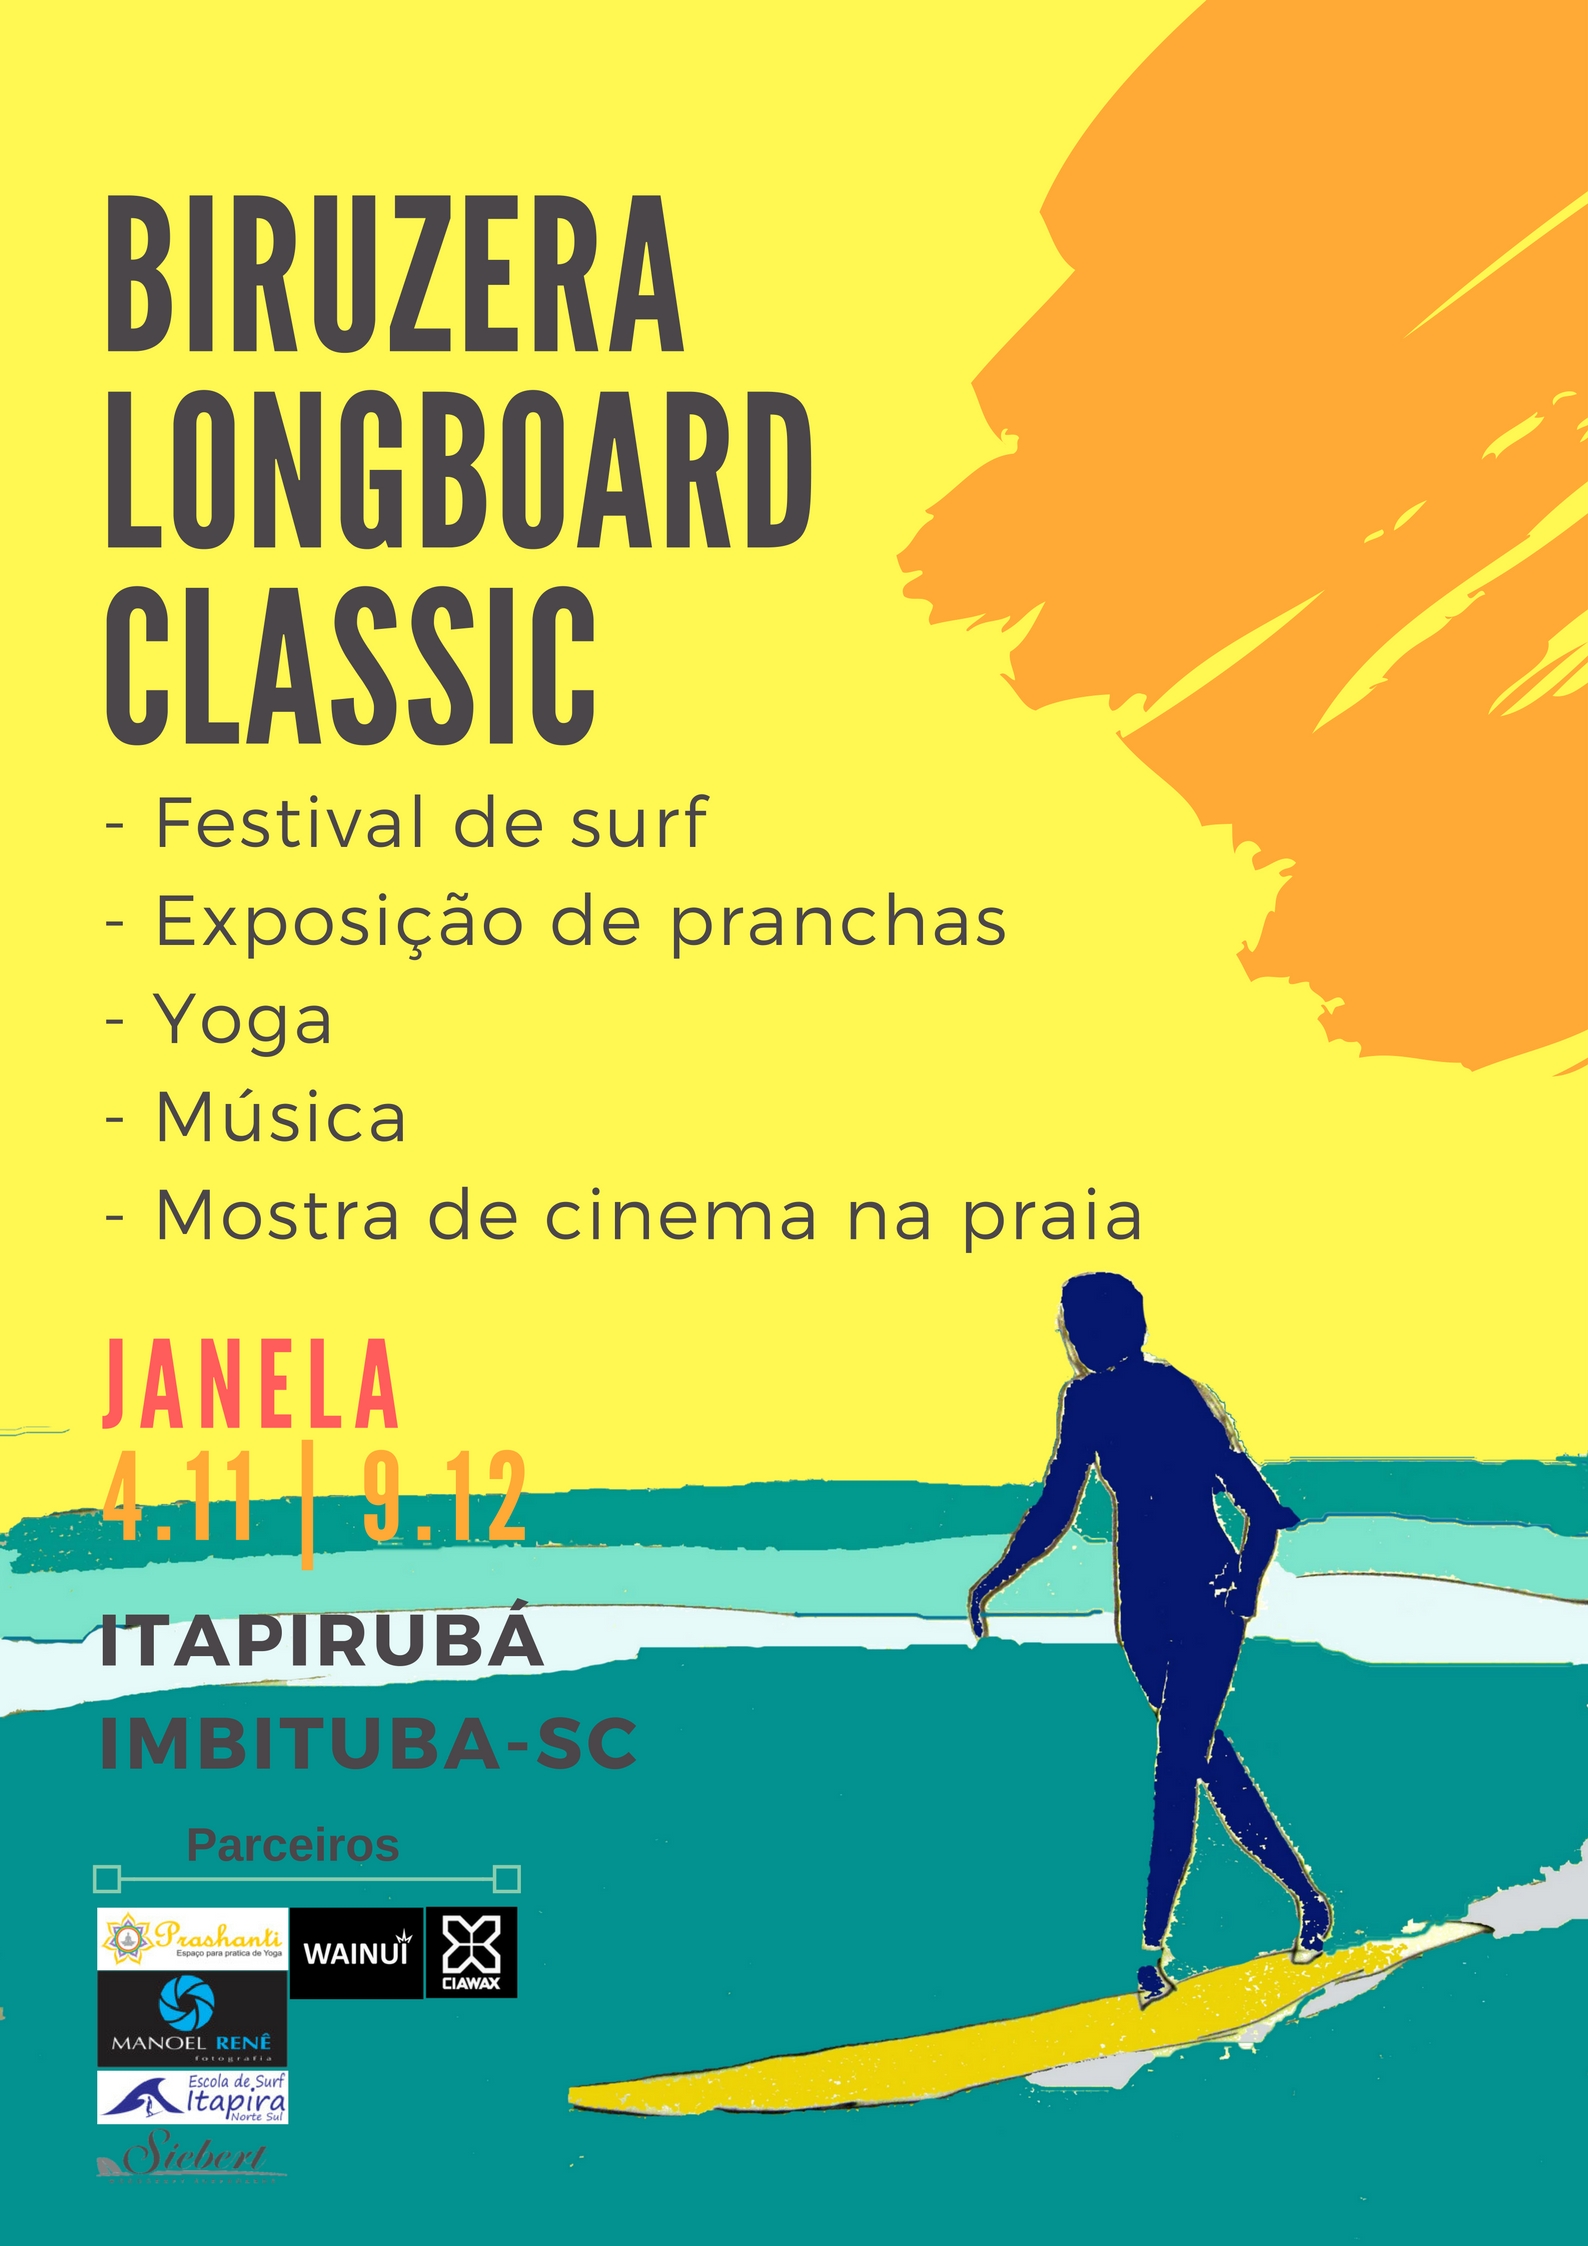 BIRUZERA
LONGBOARD
CLASSIC
- Festival de surf
- Exposição de pranchas
- Yoga
- Música
- Mostra de cinema na praia
JANELA
4.11 | 9.12
ITAPIRUBÁ
IMBITUBA-SC
Parceiros
Prashanti
Espaço para pratica de Yoga
WAINUI
CIAWAX
MANOEL RENÊ
fotografia
Escola de Surf
Itapira
Norte Sul
Siebert